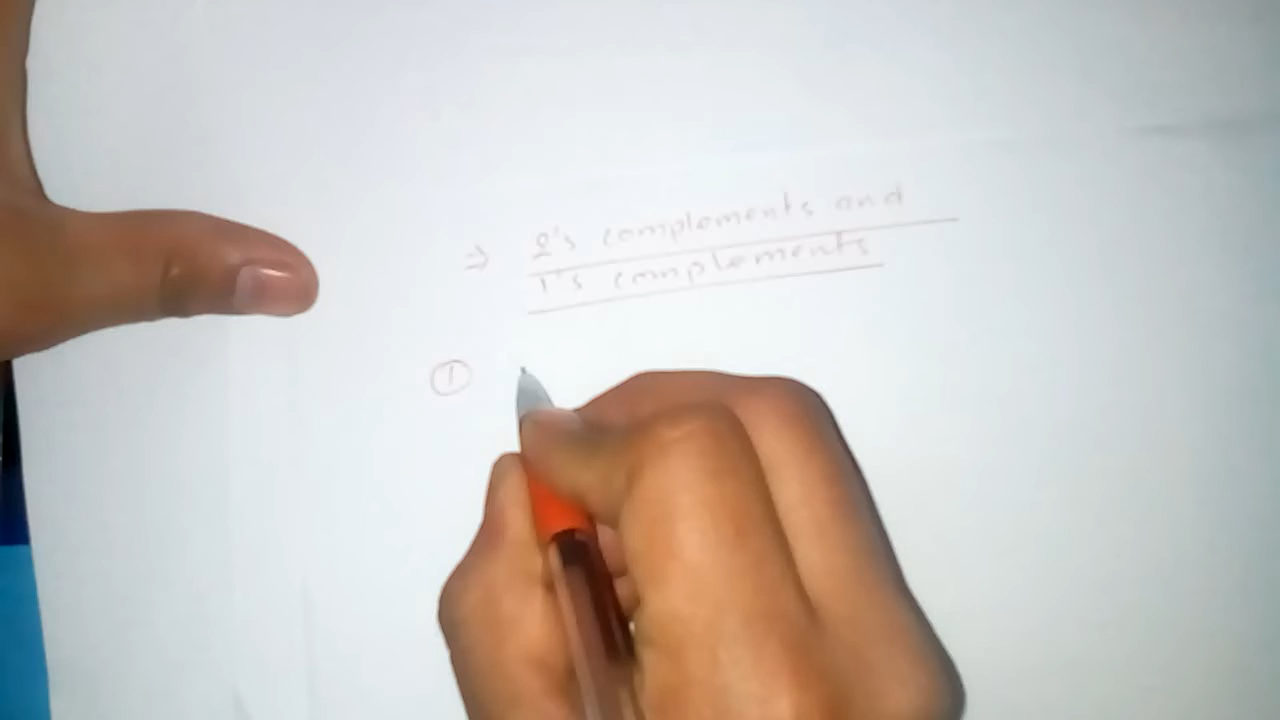 ⇒ 2's complements and
1's complements
①